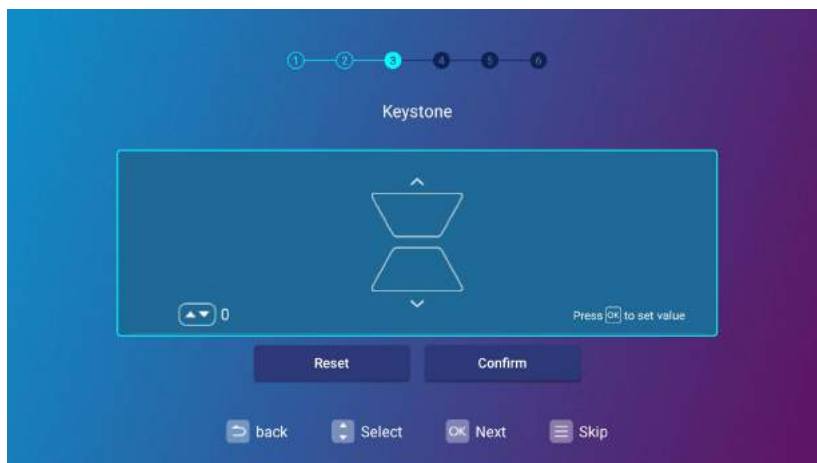 1 2 3 4 5 6
Keystone
0
Press OK to set value
Reset Confirm
back Select OK Next Skip